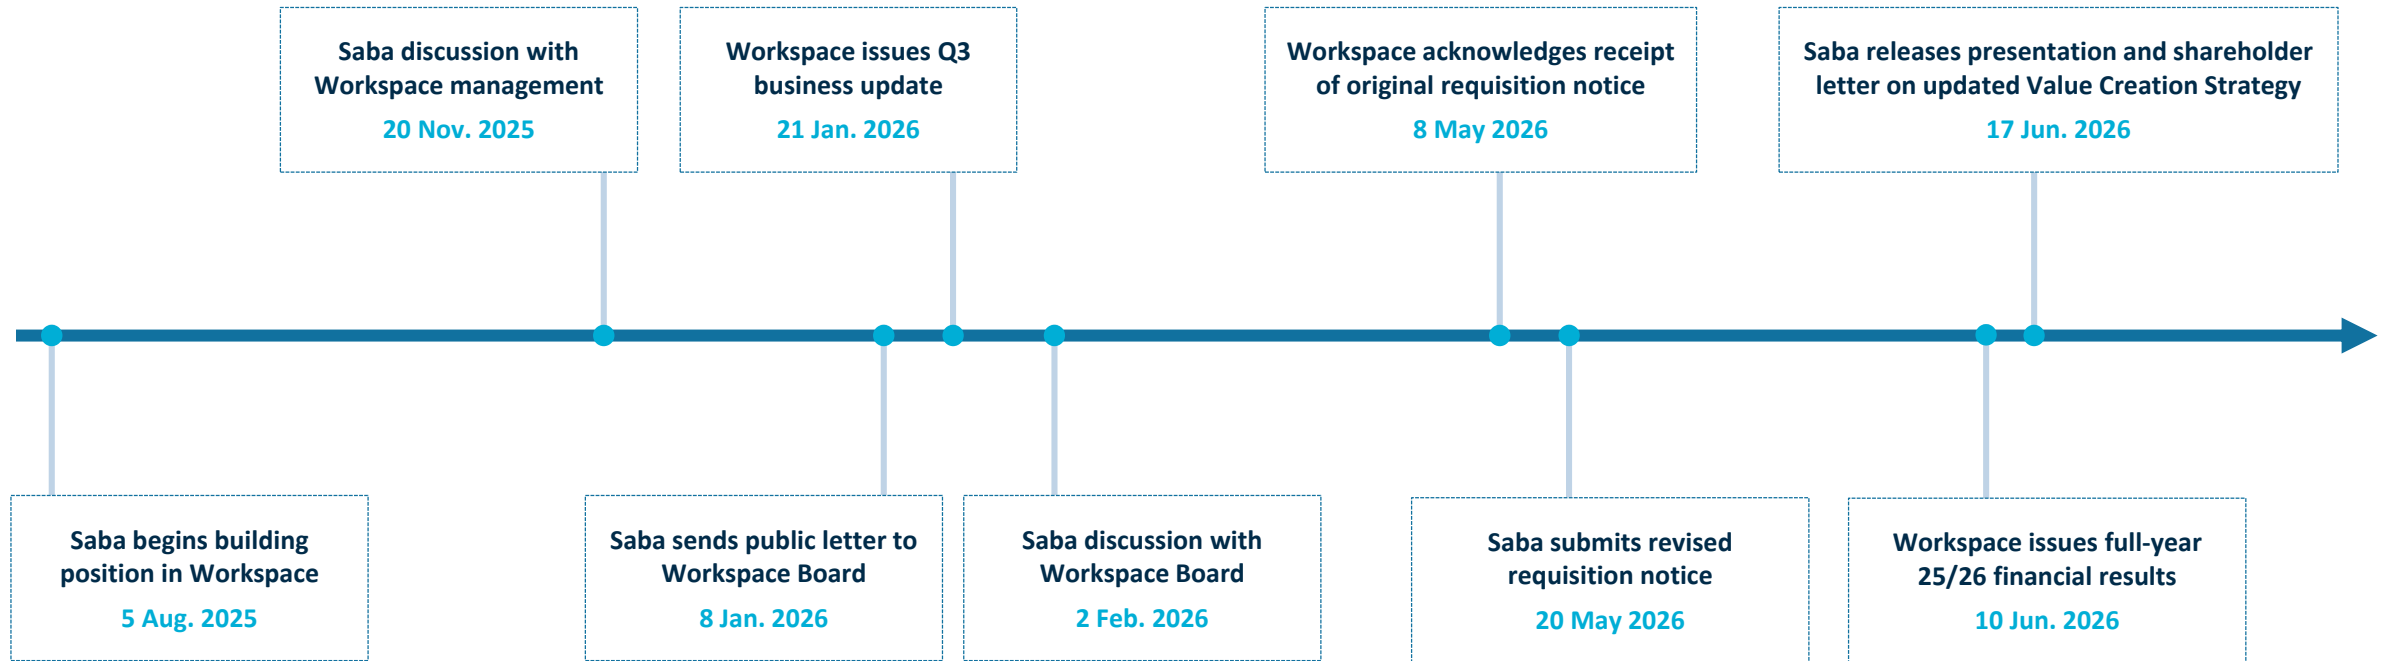 Saba discussion with
Workspace management
20 Nov. 2025
Workspace issues Q3
business update
21 Jan. 2026
Workspace acknowledges receipt
of original requisition notice
8 May 2026
Saba releases presentation and shareholder
letter on updated Value Creation Strategy
17 Jun. 2026
Saba begins building
position in Workspace
5 Aug. 2025
Saba sends public letter to
Workspace Board
8 Jan. 2026
Saba discussion with
Workspace Board
2 Feb. 2026
Saba submits revised
requisition notice
20 May 2026
Workspace issues full-year
25/26 financial results
10 Jun. 2026